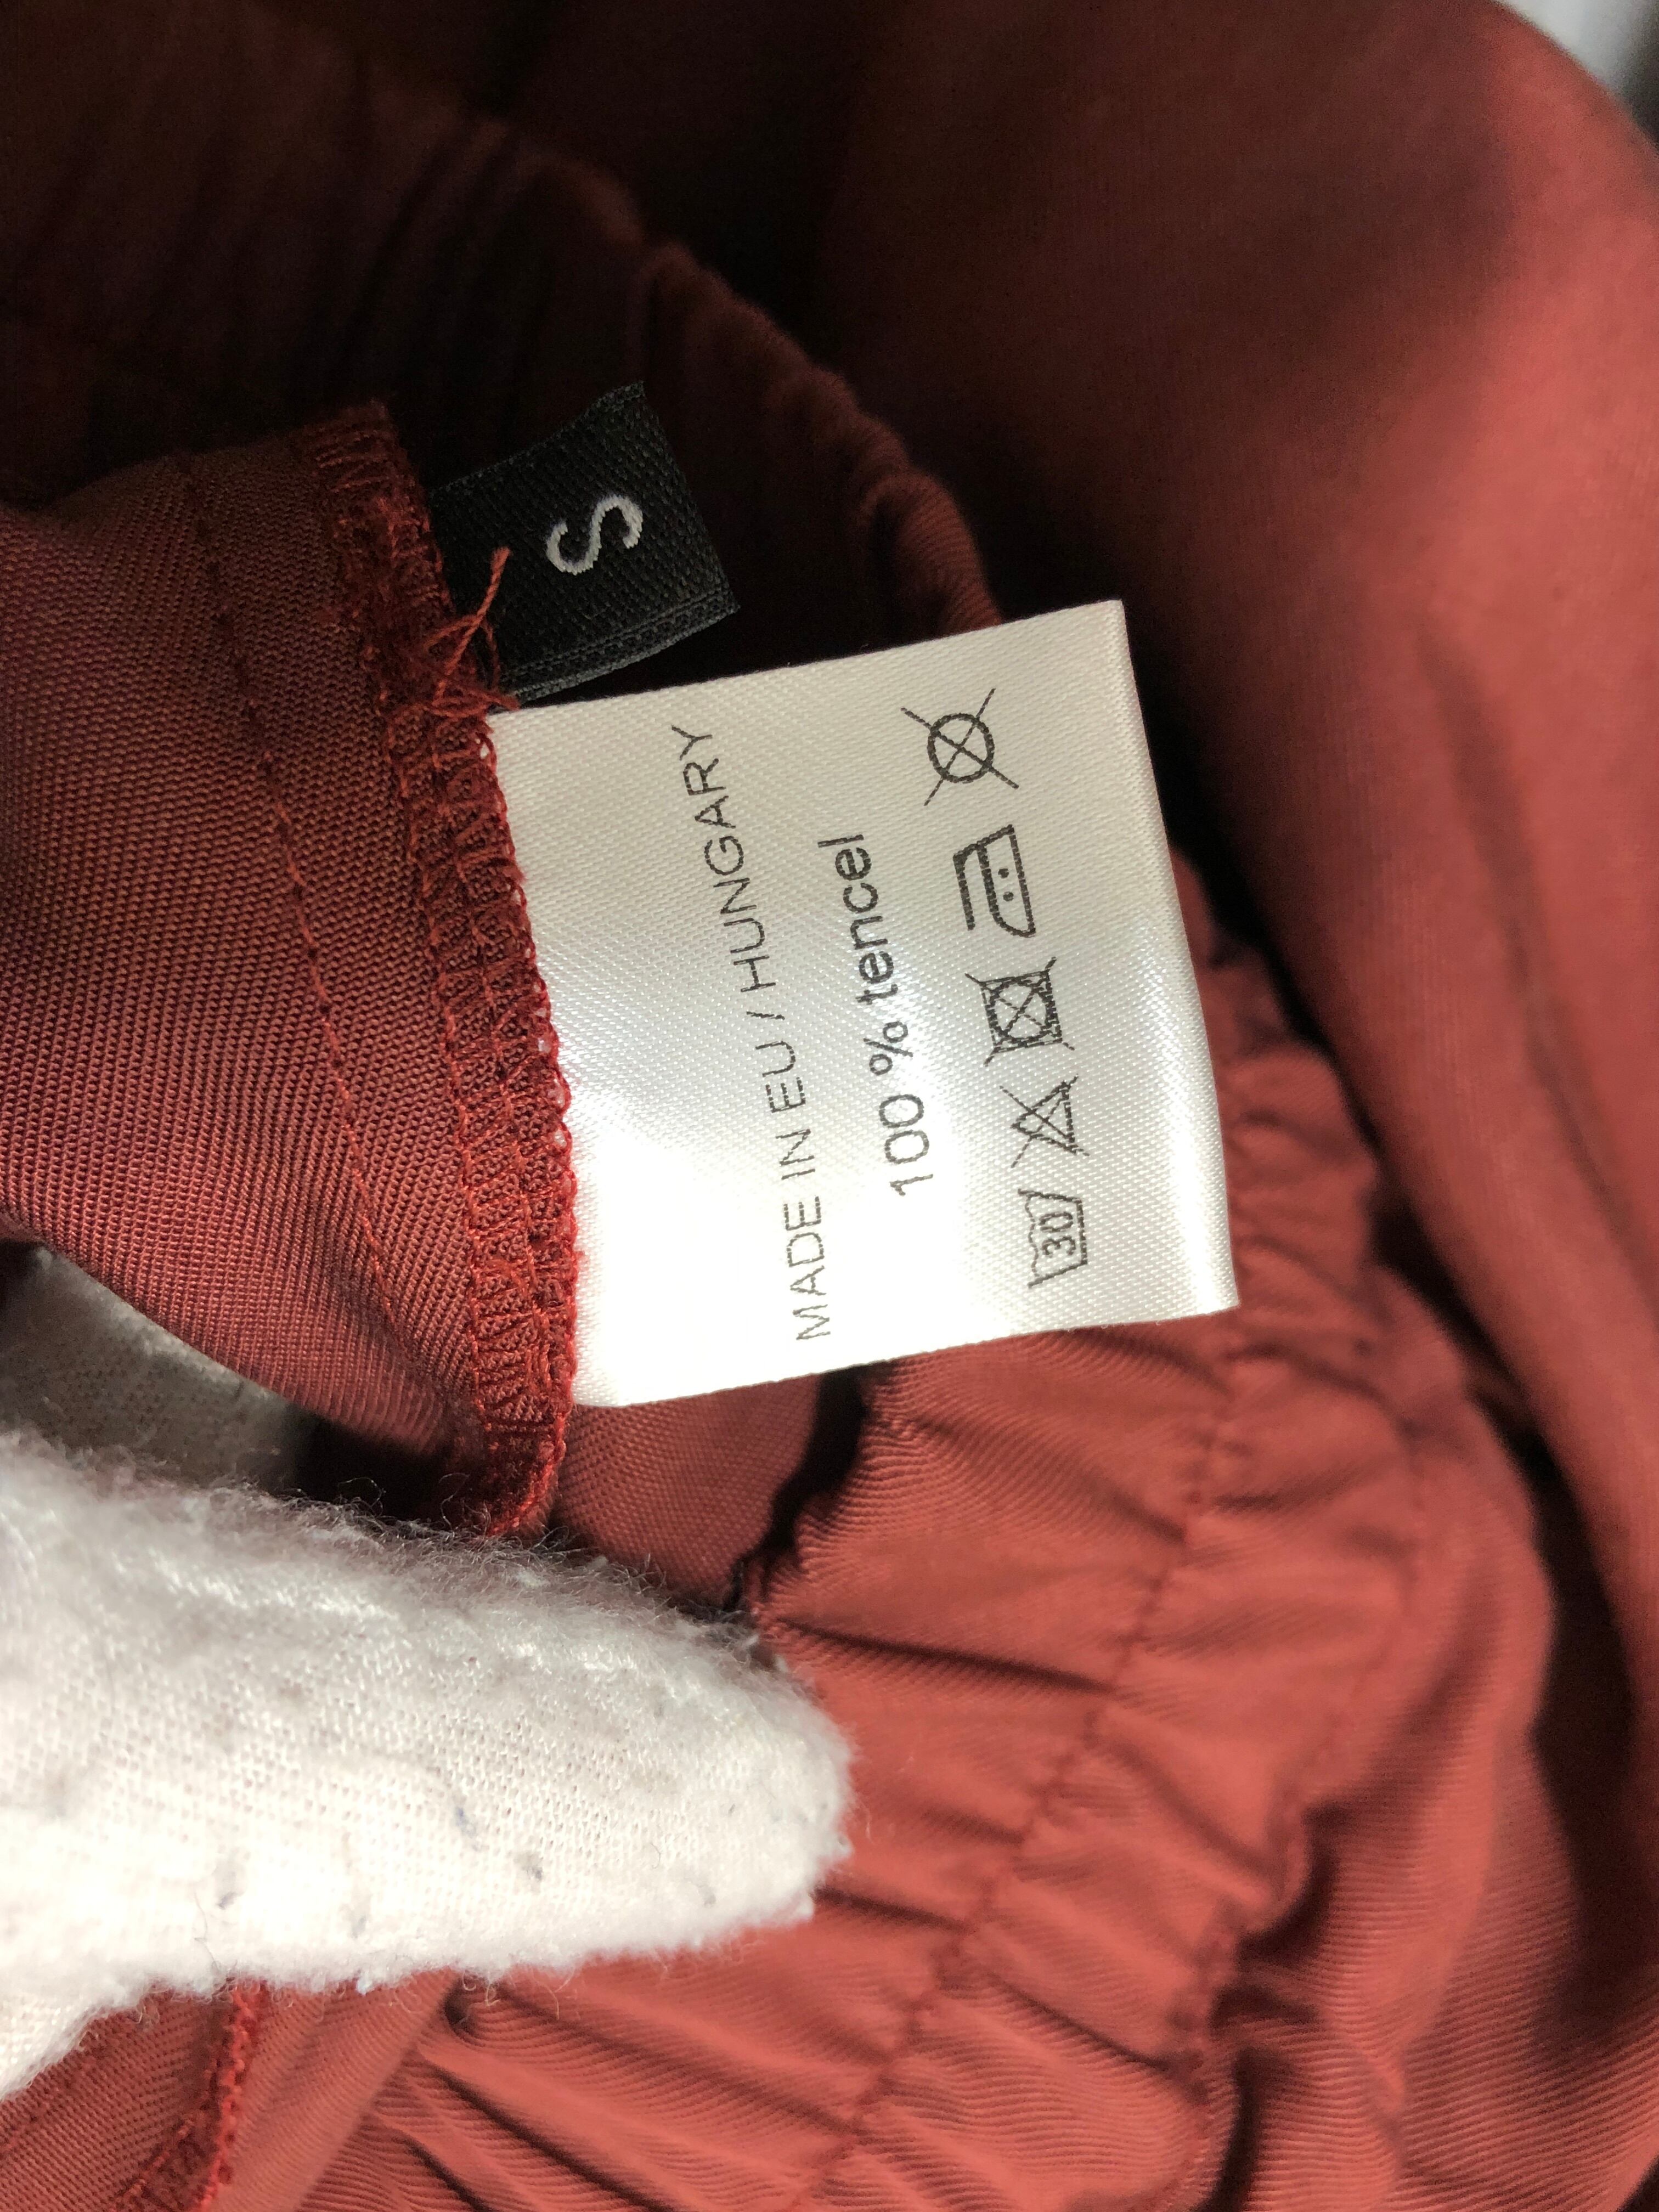 S
MADE IN EU / HUNGARY
100 % tencel
30